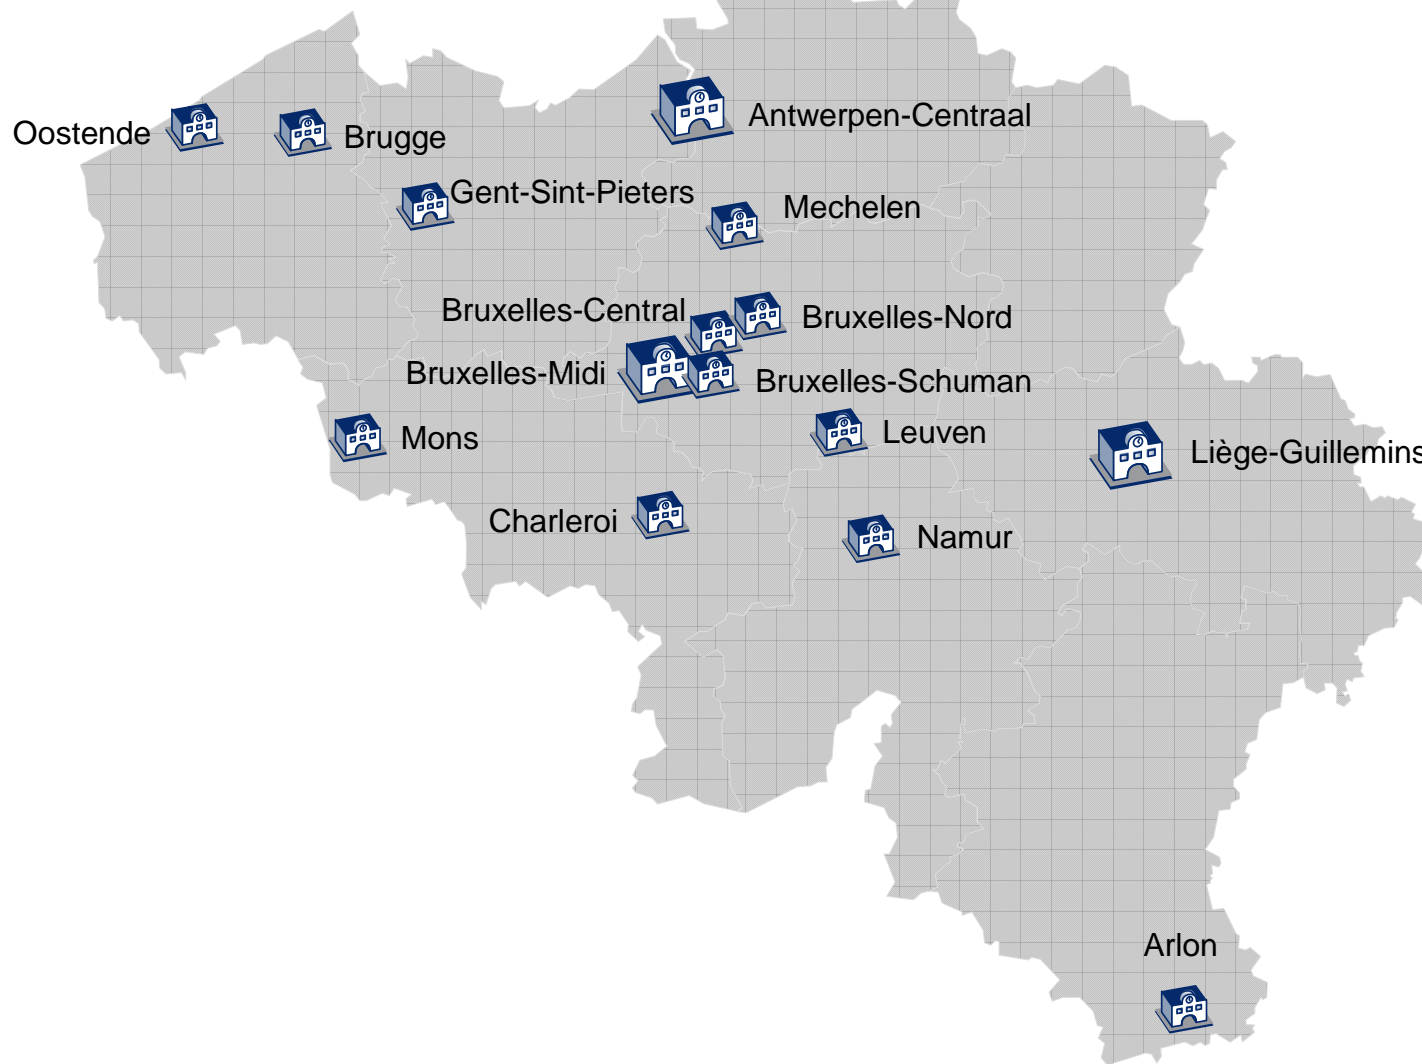 Antwerpen-Centraal
Oostende
Brugge
Gent-Sint-Pieters
Mechelen
Bruxelles-Central
Bruxelles-Nord
Bruxelles-Midi
Bruxelles-Schuman
Leuven
Mons
Liège-Guillemins
Charleroi
Namur
Arlon